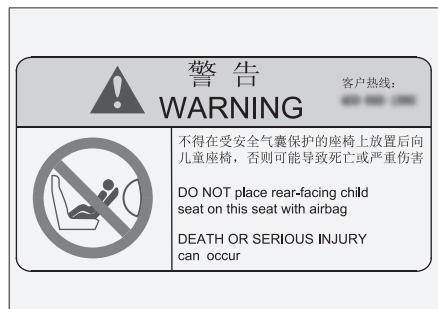 警 告
WARNING
客户热线：
不得在受安全气囊保护的座椅上放置后向
儿童座椅，否则可能导致死亡或严重伤害
DO NOT place rear-facing child
seat on this seat with airbag
DEATH OR SERIOUS INJURY
can occur